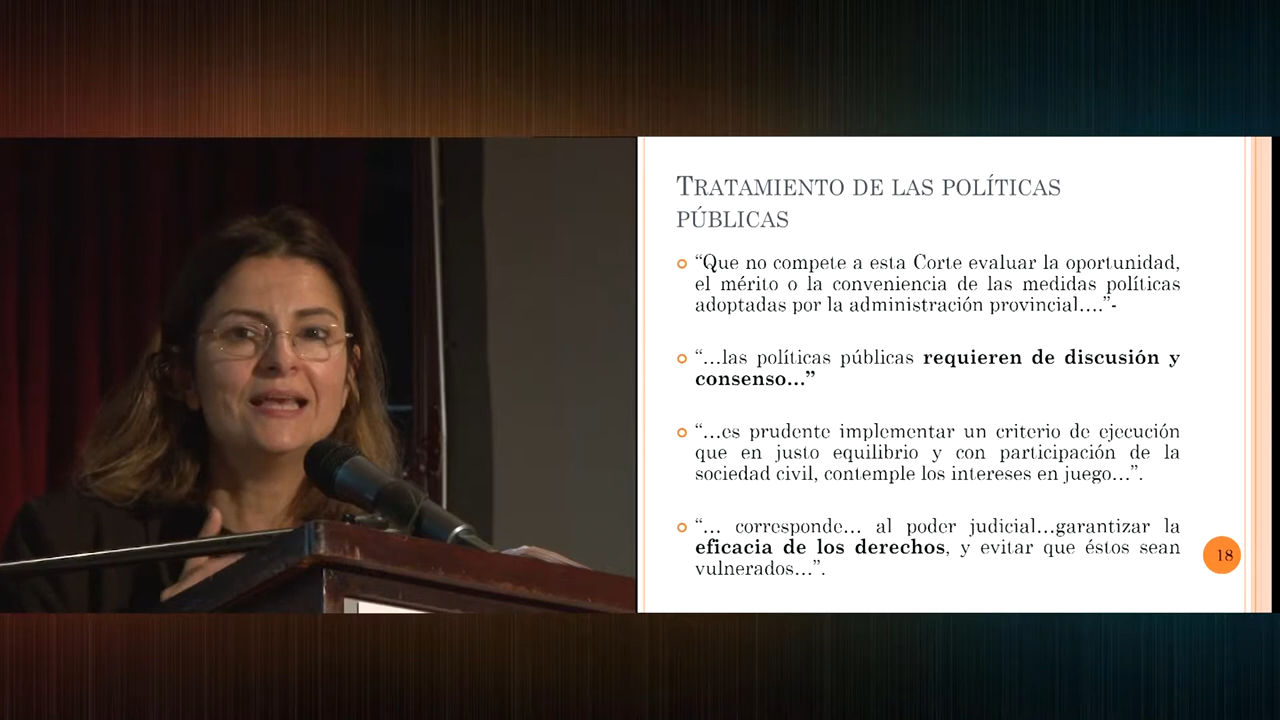 TRATAMIENTO DE LAS POLÍTICAS
PÚBLICAS
“Que no compete a esta Corte evaluar la oportunidad,
el mérito o la conveniencia de las medidas políticas
adoptadas por la administración provincial….”-
“…las políticas públicas requieren de discusión y
consenso…”
“…es prudente implementar un criterio de ejecución
que en justo equilibrio y con participación de la
sociedad civil, contemple los intereses en juego…”.
“… corresponde… al poder judicial…garantizar la
eficacia de los derechos, y evitar que éstos sean
vulnerados…”.
18